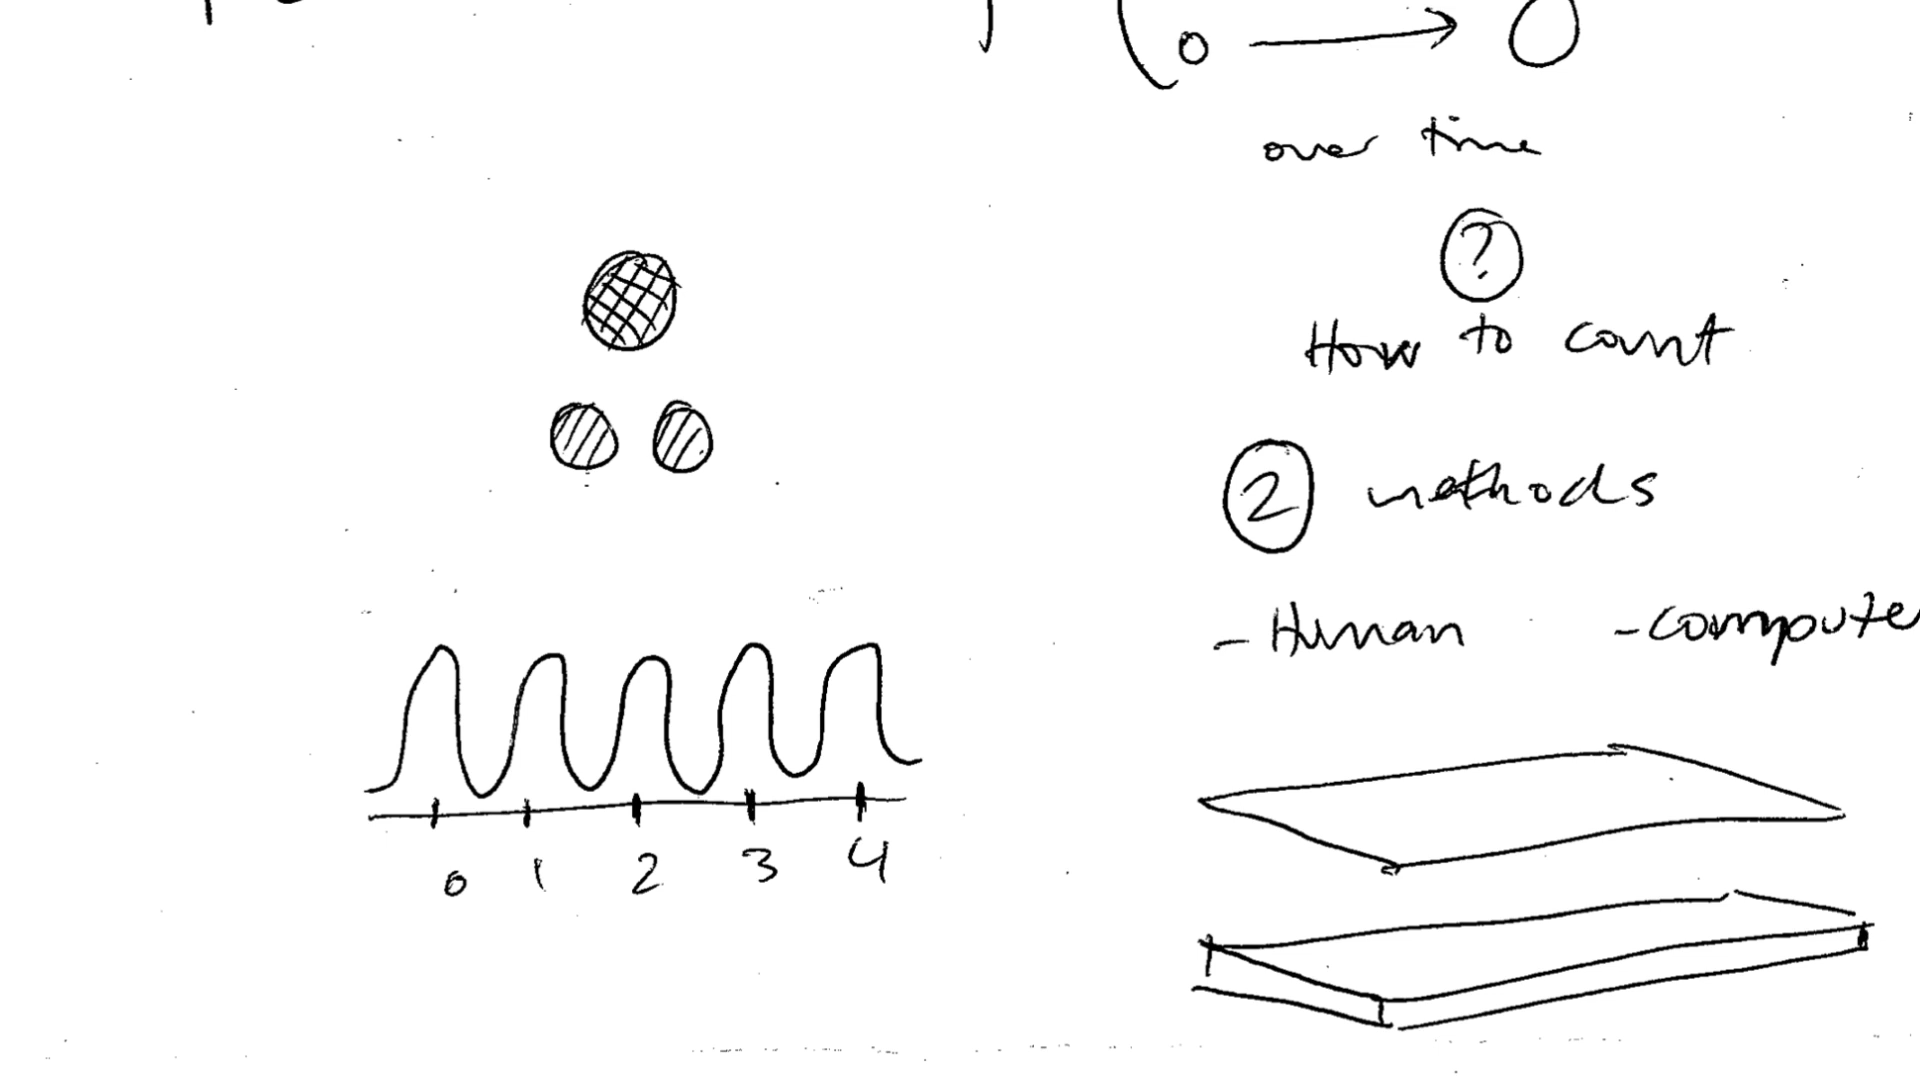 over time
?
How to count
2 methods
- Human - compute
0 1 2 3 4